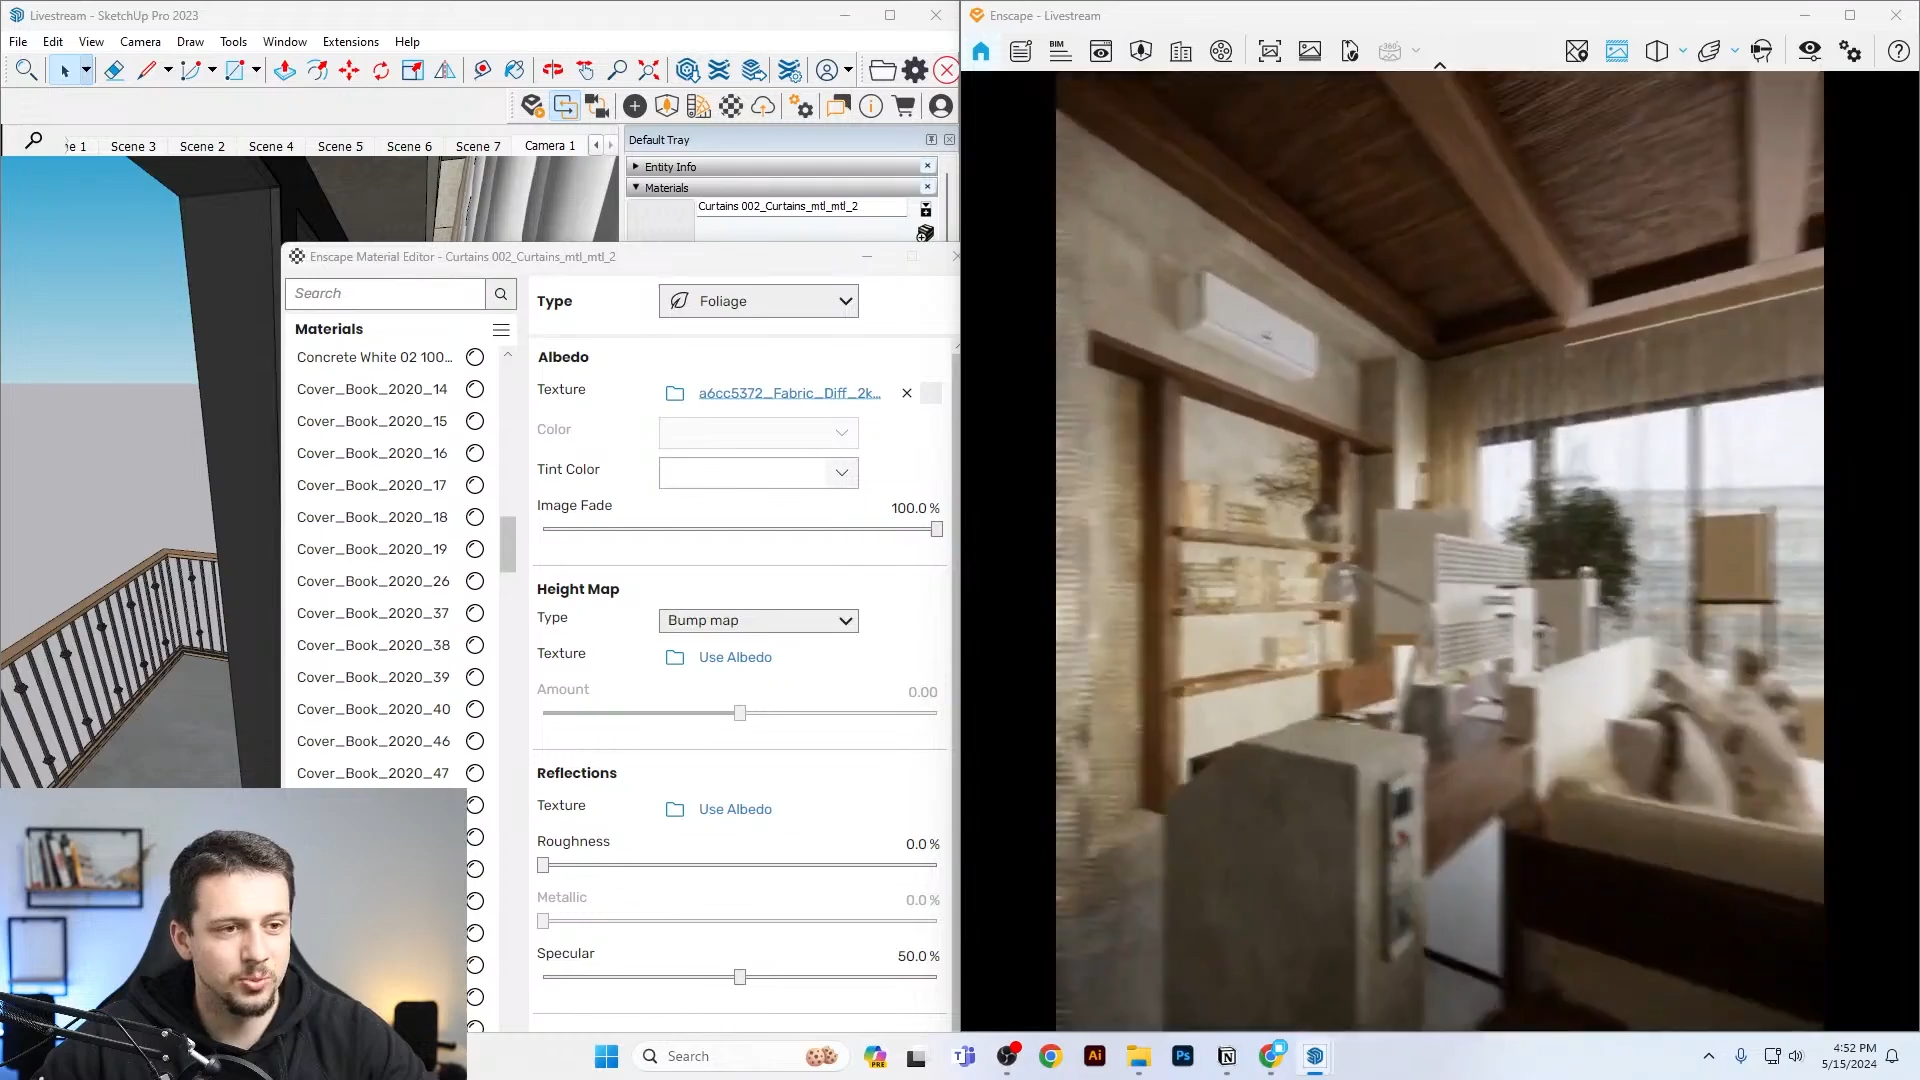 Livestream - SketchUp Pro 2023
File Edit View Camera Draw Tools Window Extensions Help
Scene 3 Scene 2 Scene 4 Scene 5 Scene 6 Scene 7 Camera 1
Default Tray
Entity Info
Materials
Curtains 002_Curtains_mtl_mtl_2
Enscape Material Editor - Curtains 002_Curtains_mtl_mtl_2
Search
Materials
Concrete White 02 100...
Cover_Book_2020_14
Cover_Book_2020_15
Cover_Book_2020_16
Cover_Book_2020_17
Cover_Book_2020_18
Cover_Book_2020_19
Cover_Book_2020_26
Cover_Book_2020_37
Cover_Book_2020_38
Cover_Book_2020_39
Cover_Book_2020_40
Cover_Book_2020_46
Cover_Book_2020_47
Type Foliage
Albedo
Texture a6cc5372_Fabric_Diff_2k...
Color
Tint Color
Image Fade 100.0 %
Height Map
Type Bump map
Texture Use Albedo
Amount 0.00
Reflections
Texture Use Albedo
Roughness 0.0 %
Metallic 0.0 %
Specular 50.0 %
Enscape - Livestream
BIM
360°
Search
PRE
Ai
Ps
4:52 PM
5/15/2024